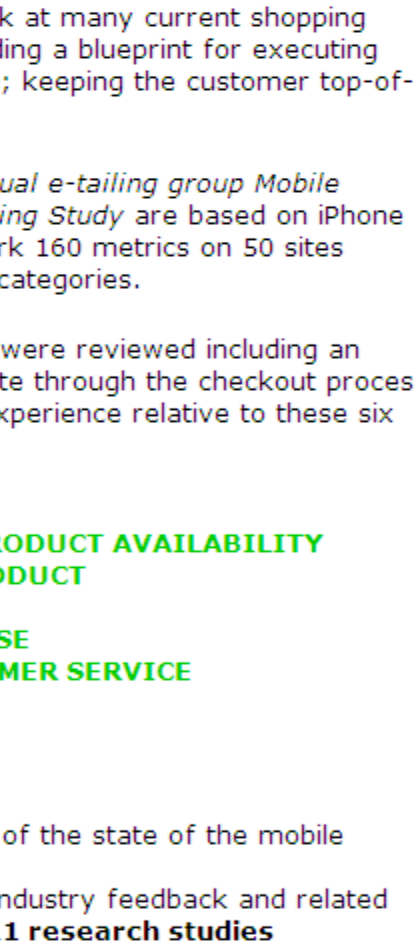 k at many current shopping
ding a blueprint for executing
; keeping the customer top-of-
ual e-tailing group Mobile
ing Study are based on iPhone
rk 160 metrics on 50 sites
categories.
were reviewed including an
te through the checkout proces
xperience relative to these six
RODUCT AVAILABILITY
ODUCT
SE
MER SERVICE
of the state of the mobile
ndustry feedback and related
11 research studies